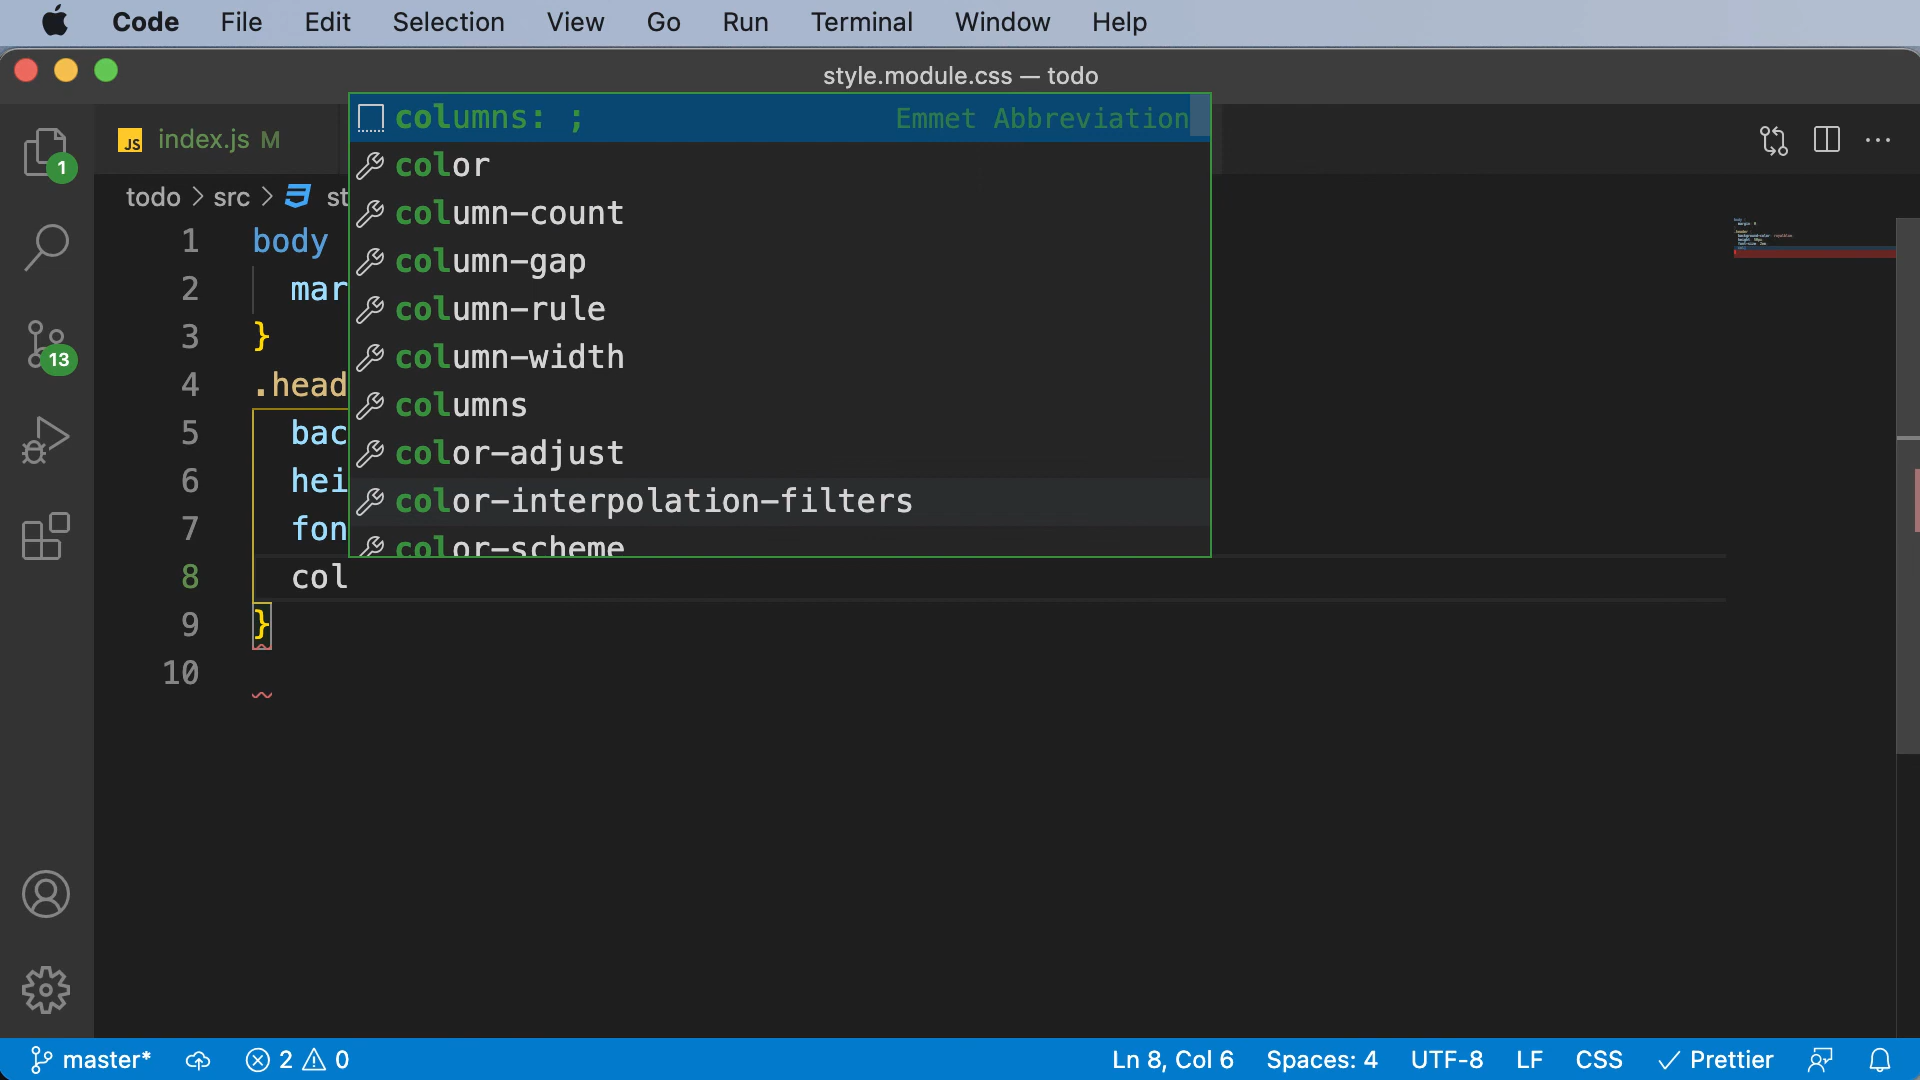 Code File Edit Selection View Go Run Terminal Window Help
style.module.css — todo
JS index.js M
todo > src > st
1 body
2 mar
3 }
4 .head
5 bac
6 hei
7 fon
8 col
9 }
10
columns: ; Emmet Abbreviation
color
column-count
column-gap
column-rule
column-width
columns
color-adjust
color-interpolation-filters
color-scheme
1
13
master* 2 0 Ln 8, Col 6 Spaces: 4 UTF-8 LF CSS Prettier